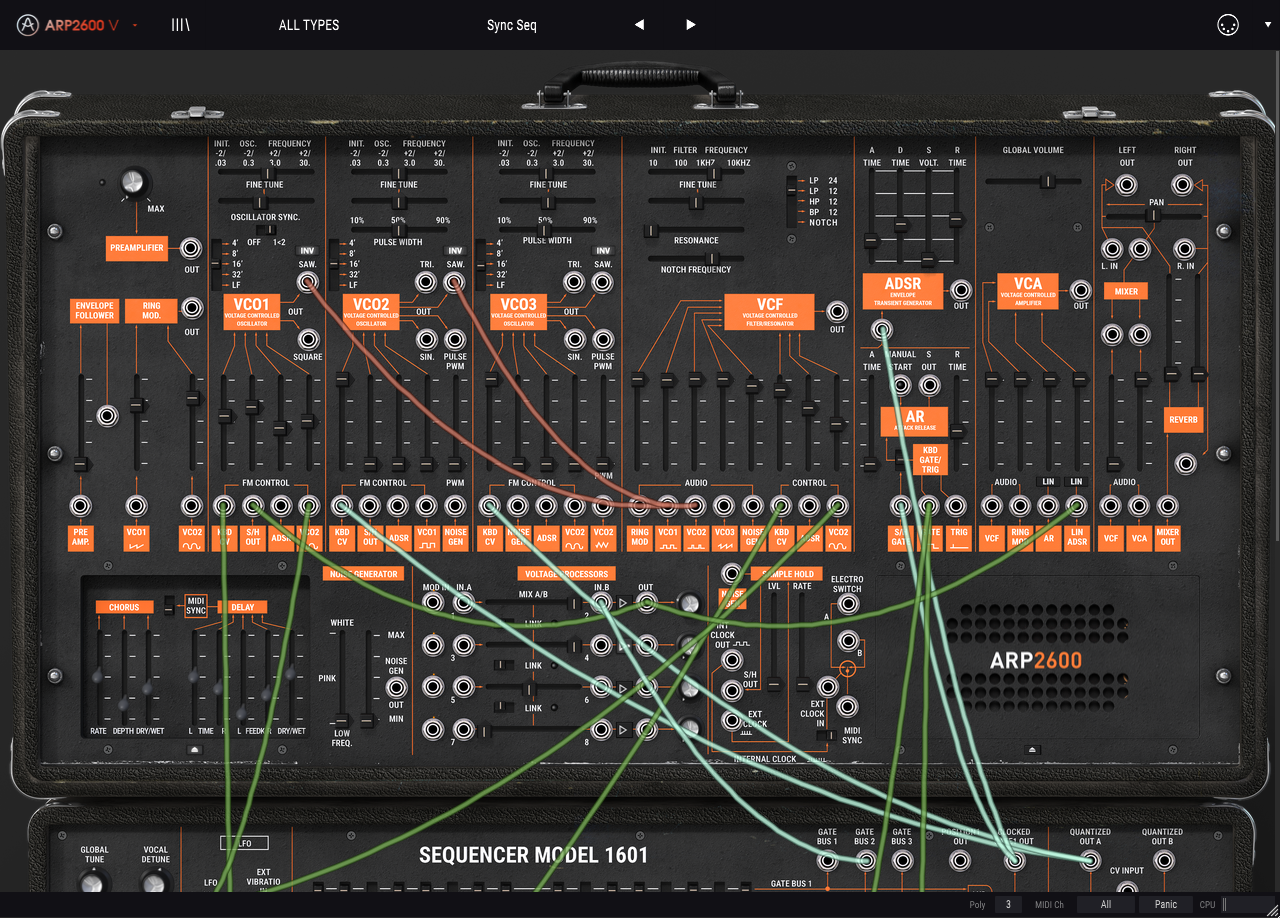 ARP2600 V
ALL TYPES
Sync Seq
INIT. OSC. FREQUENCY
-2/ -2/ +2/ +2/
.03 0.3 3.0 30.
FINE TUNE
OSCILLATOR SYNC.
OFF 1<2
4'
8'
16'
32'
LF
INV
SAW.
VCO1
VOLTAGE CONTROLLED
OSCILLATOR
OUT
SQUARE
INIT. OSC. FREQUENCY
-2/ -2/ +2/ +2/
.03 0.3 3.0 30.
FINE TUNE
10% 50% 90%
PULSE WIDTH
4'
8'
16'
32'
LF
INV
TRI. SAW.
VCO2
VOLTAGE CONTROLLED
OSCILLATOR
OUT
SIN. PULSE
PWM
INIT. OSC. FREQUENCY
-2/ -2/ +2/ +2/
.03 0.3 3.0 30.
FINE TUNE
10% 50% 90%
PULSE WIDTH
4'
8'
16'
32'
LF
INV
TRI. SAW.
VCO3
VOLTAGE CONTROLLED
OSCILLATOR
OUT
SIN. PULSE
PWM
INIT. FILTER FREQUENCY
10 100 1KHZ 10KHZ
FINE TUNE
RESONANCE
NOTCH FREQUENCY
LP 24
LP 12
HP 12
BP 12
NOTCH
VCF
VOLTAGE CONTROLLED
FILTER/RESONATOR
OUT
A D S R
TIME TIME VOLT. TIME
ADSR
ENVELOPE
TRANSIENT GENERATOR
OUT
A MANUAL S R
TIME START OUT TIME
AR
ATTACK RELEASE
KBD
GATE/
TRIG
GLOBAL VOLUME
VCA
VOLTAGE CONTROLLED
AMPLIFIER
OUT
LEFT
OUT
RIGHT
OUT
PAN
L. IN
R. IN
MIXER
REVERB
MAX
PREAMPLIFIER
OUT
ENVELOPE
FOLLOWER
RING
MOD.
OUT
FM CONTROL
FM CONTROL
PWM
FM CONTROL
PWM
AUDIO
CONTROL
AUDIO
LIN
LIN
AUDIO
PRE
AMP.
VCO1
VCO2
KBD
CV
S/H
OUT
ADSR
VCO2
KBD
CV
S/H
OUT
ADSR
VCO1
NOISE
GEN
KBD
CV
NOISE
GEN
ADSR
VCO2
VCO2
RING
MOD
VCO1
VCO2
VCO3
NOISE
GEN
KBD
CV
ADSR
VCO2
S/H
GATE
GATE
TRIG
VCF
RING
MOD
AR
ADSR
VCF
VCA
MIXER
OUT
CHORUS
MIDI
SYNC
DELAY
RATE DEPTH DRY/WET
L TIME R L FEEDK R DRY/WET
NOISE GENERATOR
WHITE
PINK
LOW
FREQ.
MAX
NOISE
GEN
OUT
MIN
VOLTAGE PROCESSORS
MOD IN
IN.A
MIX A/B
IN.B
OUT
LINK
2
3
4
LINK
5
6
LINK
7
8
SAMPLE HOLD
NOISE
GEN
LVL RATE
INT
CLOCK
OUT
S/H
OUT
EXT
CLOCK
EXT
CLOCK
IN
INTERNAL CLOCK
ELECTRO
SWITCH
A
B
MIDI
SYNC
ARP2600
GLOBAL
TUNE
VOCAL
DETUNE
LFO
LFO
EXT
VIBRATO
IN
SEQUENCER MODEL 1601
GATE
BUS 1
GATE
BUS 2
GATE
BUS 3
POSITION 1
CLOCKED
GATE1 OUT
QUANTIZED
OUT A
QUANTIZED
OUT B
CV INPUT
GATE BUS 1
Poly
3
MIDI Ch
All
Panic
CPU